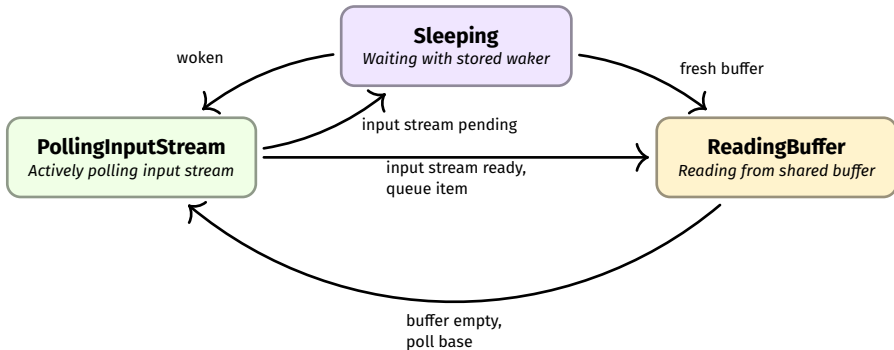 Sleeping
Waiting with stored waker
woken
fresh buffer
PollingInputStream
Actively polling input stream
input stream pending
ReadingBuffer
Reading from shared buffer
input stream ready,
queue item
buffer empty,
poll base